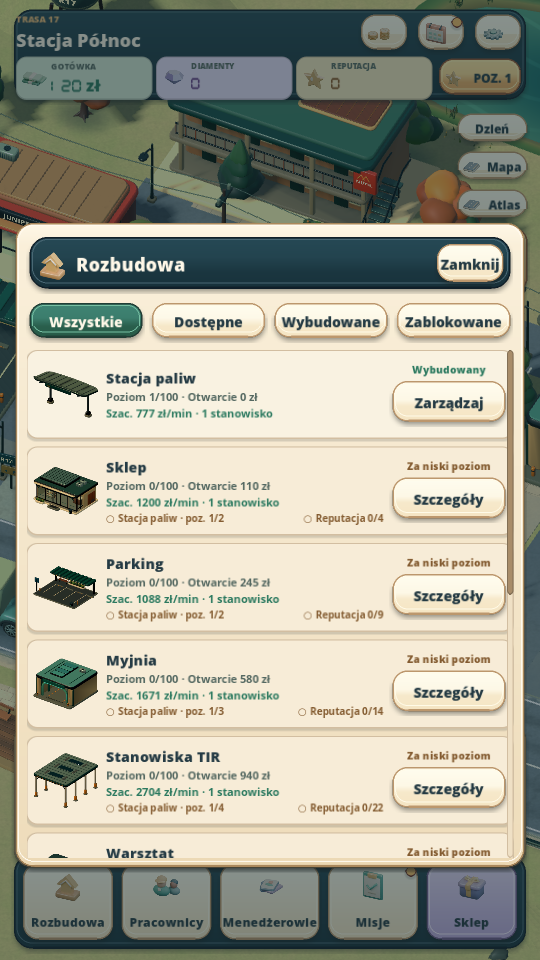 TRASA 17
Stacja Północ
GOTÓWKA
120 zł
DIAMENTY
0
REPUTACJA
0
POZ. 1
Dzień
Mapa
Atlas
Rozbudowa
Zamknij
Wszystkie
Dostępne
Wybudowane
Zablokowane
Stacja paliw
Poziom 1/100 · Otwarcie 0 zł
Szac. 777 zł/min · 1 stanowisko
Wybudowany
Zarządzaj
Sklep
Poziom 0/100 · Otwarcie 110 zł
Szac. 1200 zł/min · 1 stanowisko
○ Stacja paliw · poz. 1/2
○ Reputacja 0/4
Za niski poziom
Szczegóły
Parking
Poziom 0/100 · Otwarcie 245 zł
Szac. 1088 zł/min · 1 stanowisko
○ Stacja paliw · poz. 1/2
○ Reputacja 0/9
Za niski poziom
Szczegóły
Myjnia
Poziom 0/100 · Otwarcie 580 zł
Szac. 1671 zł/min · 1 stanowisko
○ Stacja paliw · poz. 1/3
○ Reputacja 0/14
Za niski poziom
Szczegóły
Stanowiska TIR
Poziom 0/100 · Otwarcie 940 zł
Szac. 2704 zł/min · 1 stanowisko
○ Stacja paliw · poz. 1/4
○ Reputacja 0/22
Za niski poziom
Szczegóły
Warsztat
Za niski poziom
Rozbudowa
Pracownicy
Menedżerowie
Misje
Sklep